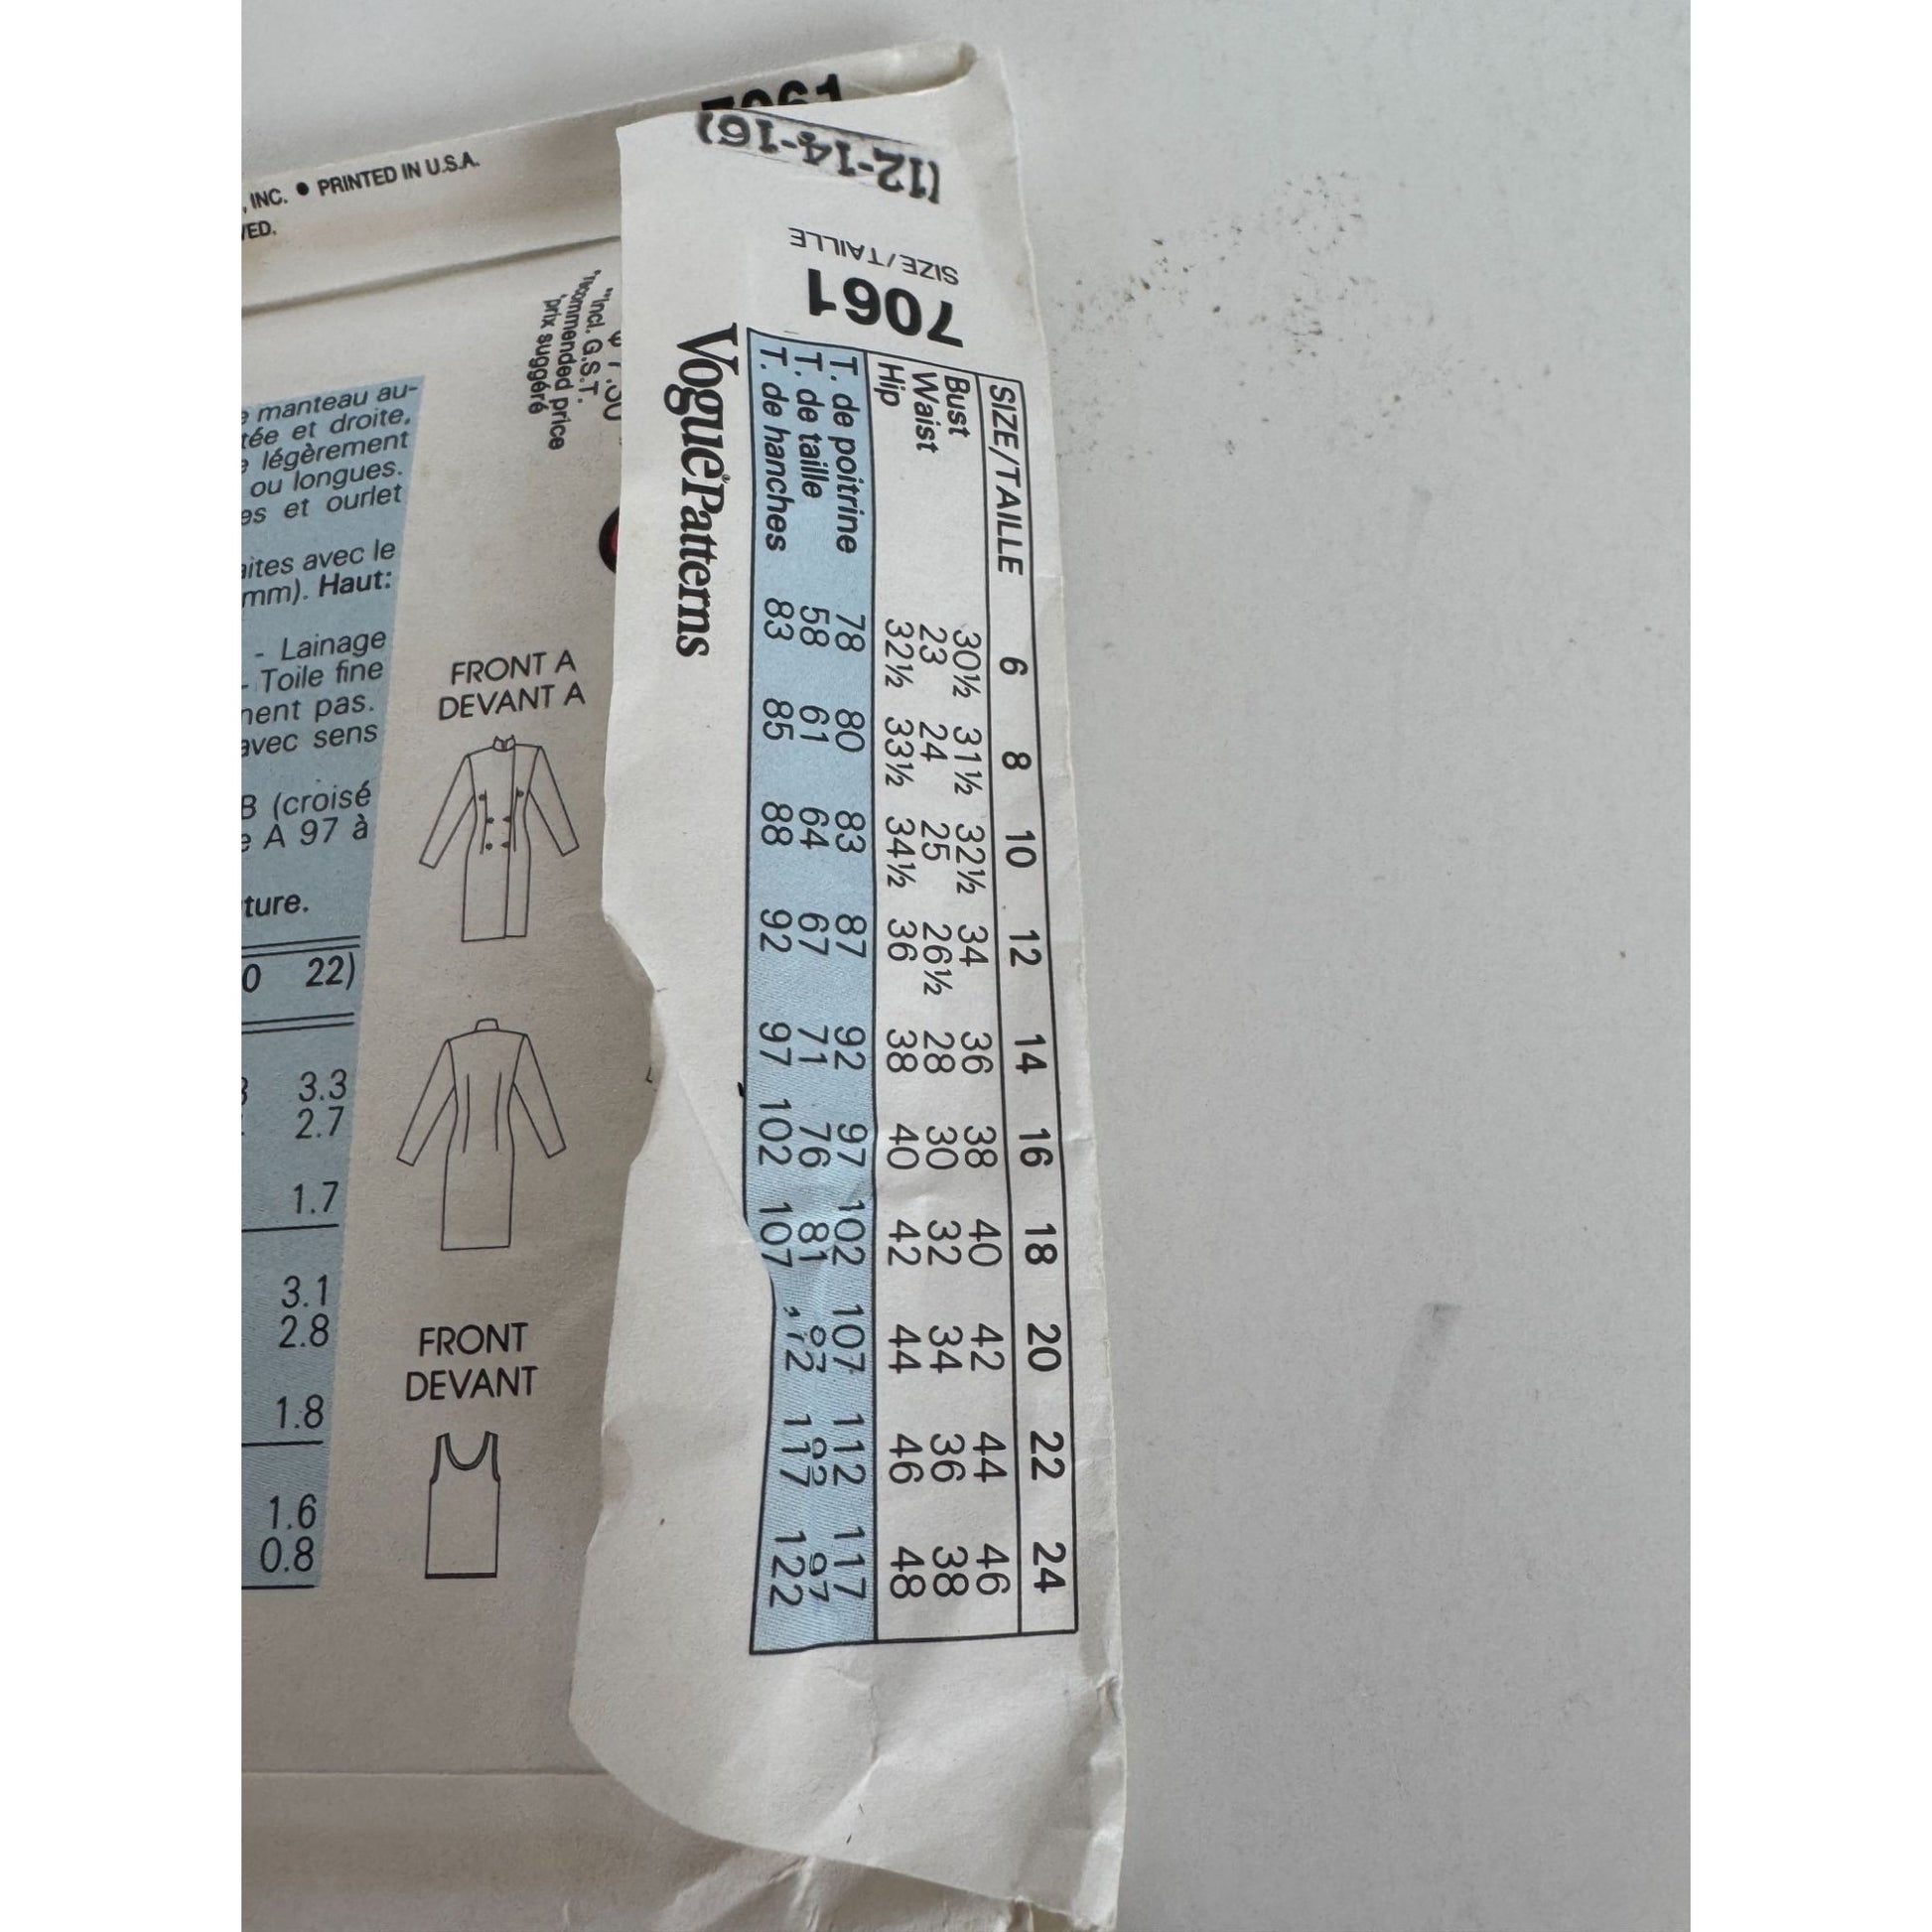 7061
(12-14-16)
SIZE/TAILLE
7061
SIZE/TAILLE 6 8 10 12 14 16 18 20 22 24
Bust 30½ 31½ 32½ 34 36 38 40 42 44 46
Waist 23 24 25 26½ 28 30 32 34 36 38
Hip 32½ 33½ 34½ 36 38 40 42 44 46 48
T. de poitrine 78 80 83 87 92 97 102 107 112 117
T. de taille 58 61 64 67 71 76 81 87 92 97
T. de hanches 83 85 88 92 97 102 107 117 122
Vogue Patterns
, INC. ● PRINTED IN U.S.A.
VED.
**Incl. G.S.T.
*recommended price
*prix suggéré
manteau au-
tée et droite,
légèrement
ou longues.
es et ourlet
aites avec le
mm). Haut:
- Lainage
- Toile fine
nent pas.
avec sens
B (croisé
e A 97 à
ture.
0 22)
3.3
2.7
1.7
3.1
2.8
1.8
1.6
0.8
FRONT A
DEVANT A
FRONT
DEVANT